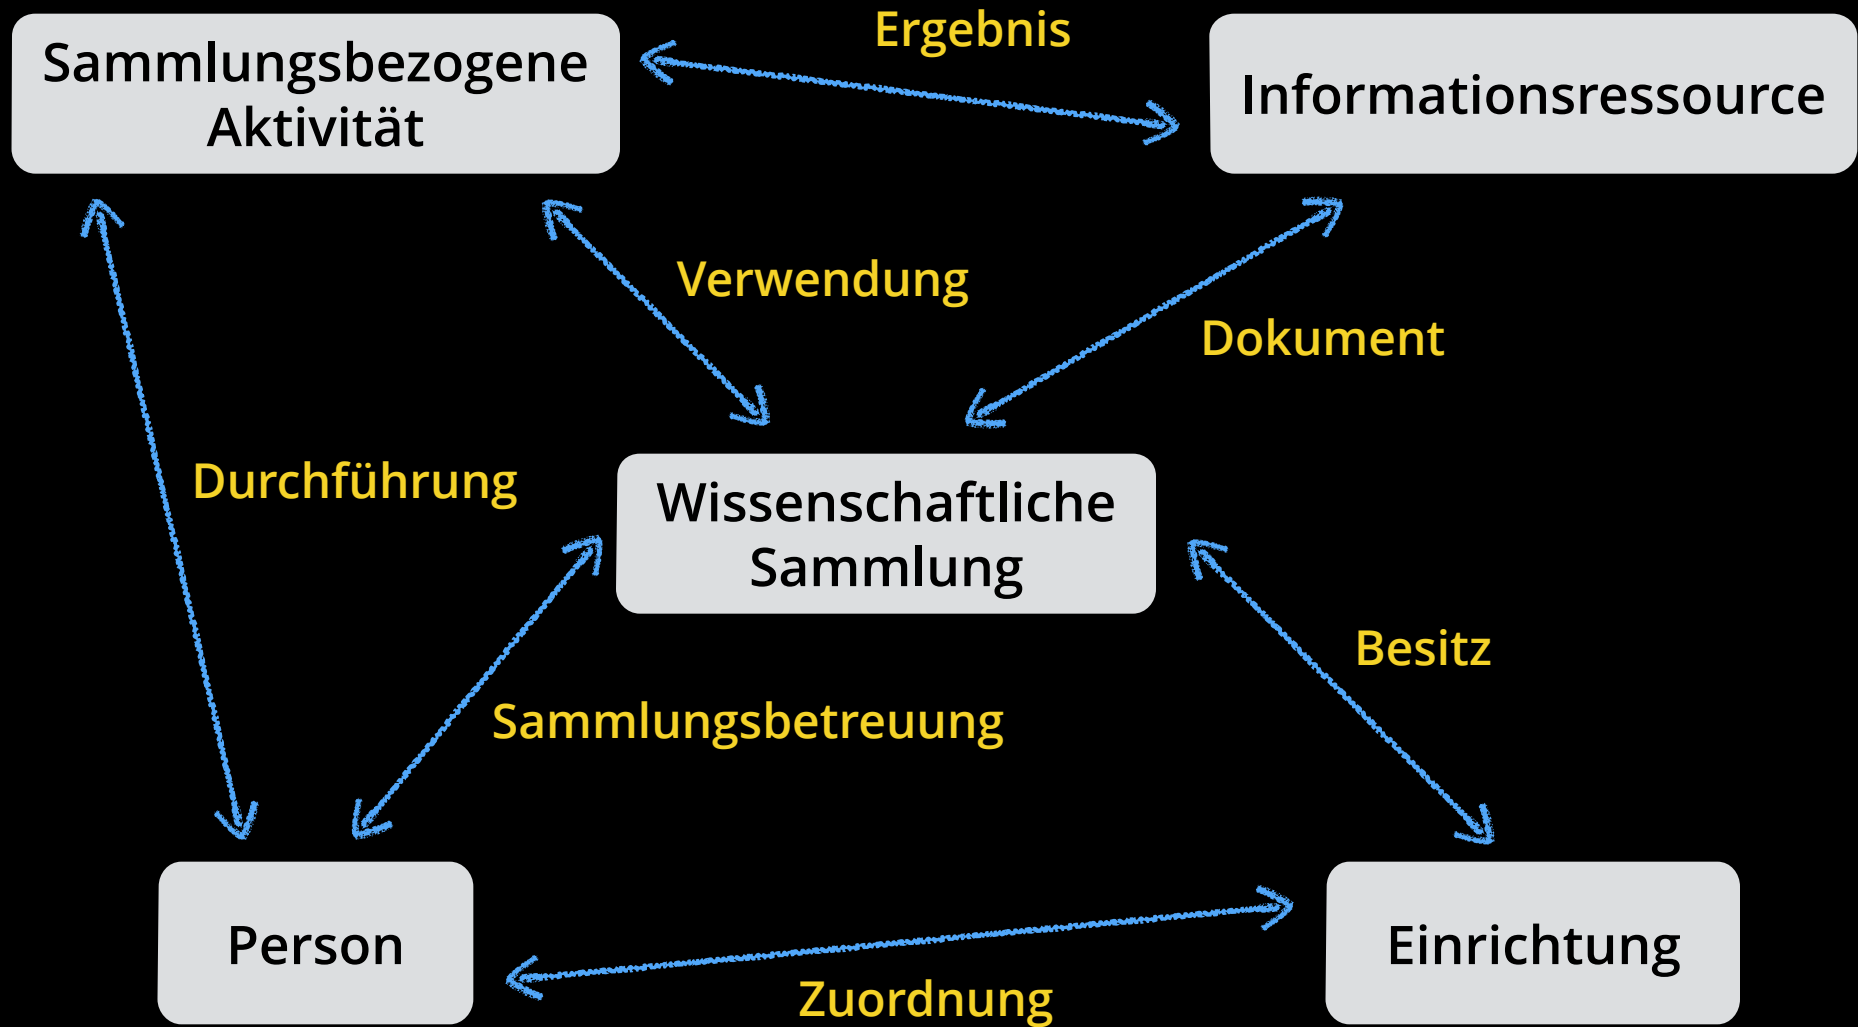 Ergebnis
Sammlungsbezogene
Aktivität
Informationsressource
Verwendung
Dokument
Durchführung
Wissenschaftliche
Sammlung
Besitz
Sammlungsbetreuung
Person
Einrichtung
Zuordnung